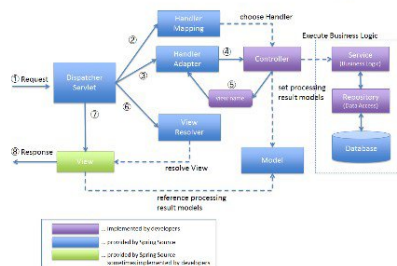 ① Request
Dispatcher
Servlet
②
③
⑥
⑦
⑧ Response
Handler
Mapping
choose Handler
Handler
Adapter
④
Controller
⑤
view name
View
Resolver
View
resolve View
Model
set processing
result models
reference processing
result models
Execute Business Logic
Service
(Business Logic)
Repository
(Data Access)
Database
... implemented by developers
... provided by Spring Source
... provided by Spring Source
sometimes implemented by developers